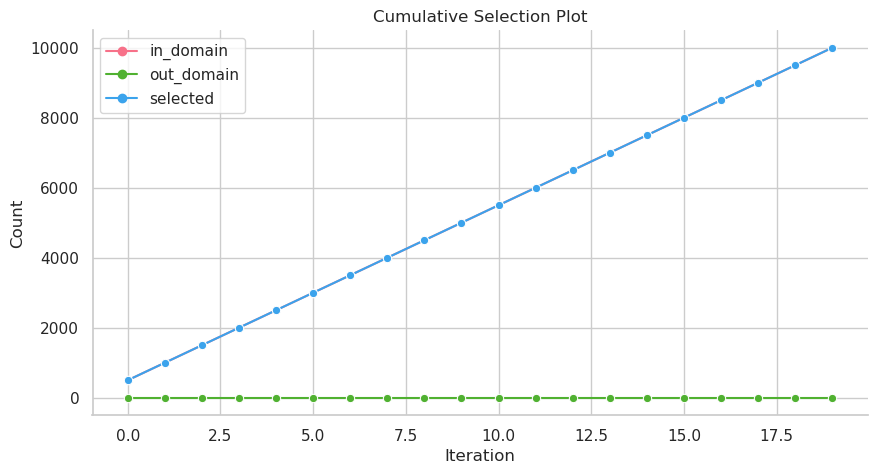 Cumulative Selection Plot
in_domain
out_domain
selected
10000
8000
6000
4000
2000
0
Count
0.0 2.5 5.0 7.5 10.0 12.5 15.0 17.5
Iteration